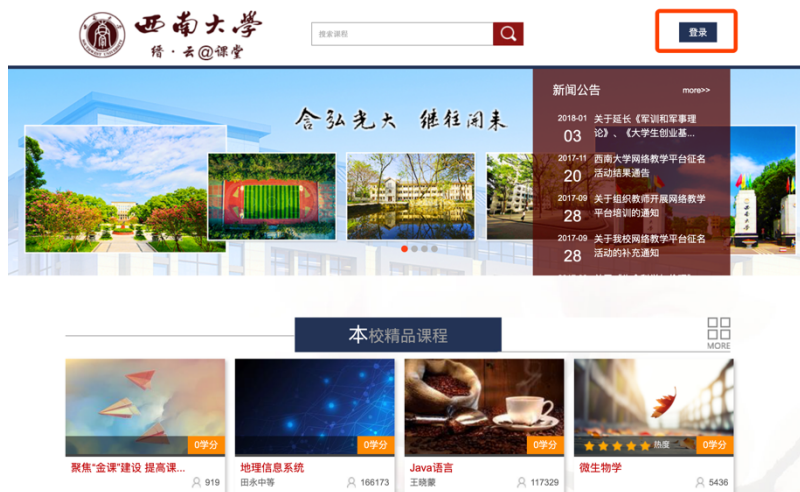 西南大学
缙·云@课堂
搜索课程
登录
含弘光大 继往开来
新闻公告
more>>
2018-01
03
关于延长《军训和军事理
论》、《大学生创业基...
2017-11
20
西南大学网络教学平台征名
活动结果通告
2017-09
28
关于组织教师开展网络教学
平台培训的通知
2017-09
28
关于我校网络教学平台征名
活动的补充通知
本校精品课程
MORE
0学分
聚焦“金课”建设 提高课...
919
0学分
地理信息系统
田永中等
166173
0学分
Java语言
王晓蒙
117329
热度
0学分
微生物学
5436